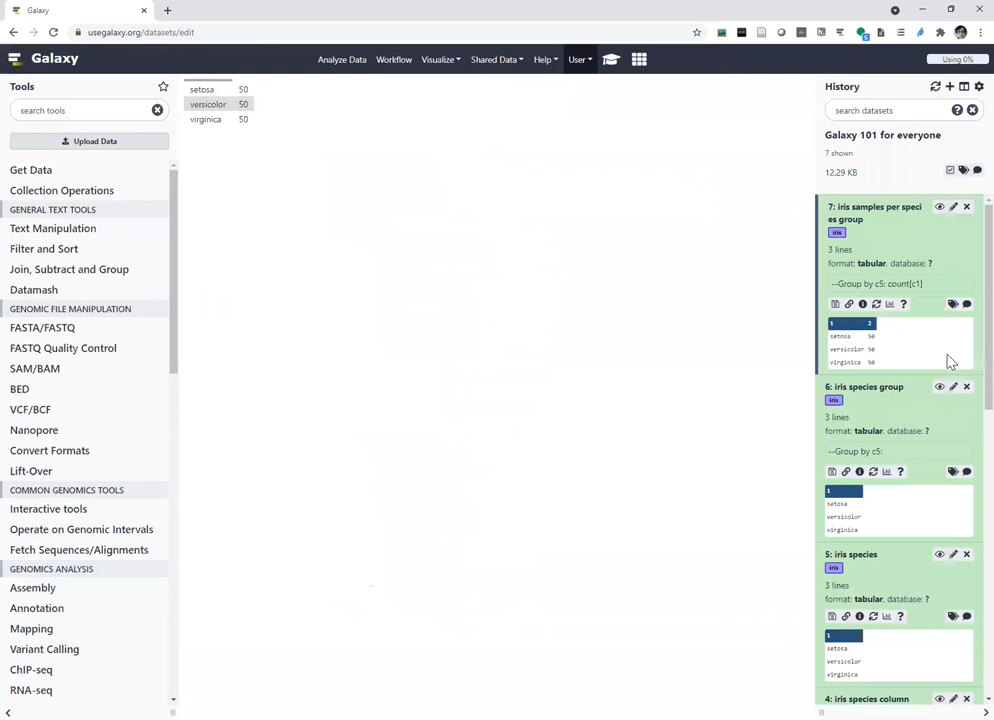 Galaxy
usegalaxy.org/datasets/edit
Galaxy
Analyze Data Workflow Visualize Shared Data Help User
Using 0%
Tools
search tools
Upload Data
Get Data
Collection Operations
GENERAL TEXT TOOLS
Text Manipulation
Filter and Sort
Join, Subtract and Group
Datamash
GENOMIC FILE MANIPULATION
FASTA/FASTQ
FASTQ Quality Control
SAM/BAM
BED
VCF/BCF
Nanopore
Convert Formats
Lift-Over
COMMON GENOMICS TOOLS
Interactive tools
Operate on Genomic Intervals
Fetch Sequences/Alignments
GENOMICS ANALYSIS
Assembly
Annotation
Mapping
Variant Calling
ChIP-seq
RNA-seq
setosa 50
versicolor 50
virginica 50
History
search datasets
Galaxy 101 for everyone
7 shown
12.29 KB
7: iris samples per speci
es group
iris
3 lines
format: tabular, database: ?
--Group by c5: count[c1]
1 2
setosa 50
versicolor 50
virginica 50
6: iris species group
iris
3 lines
format: tabular, database: ?
--Group by c5:
1
setosa
versicolor
virginica
5: iris species
iris
3 lines
format: tabular, database: ?
1
setosa
versicolor
virginica
4: iris species column